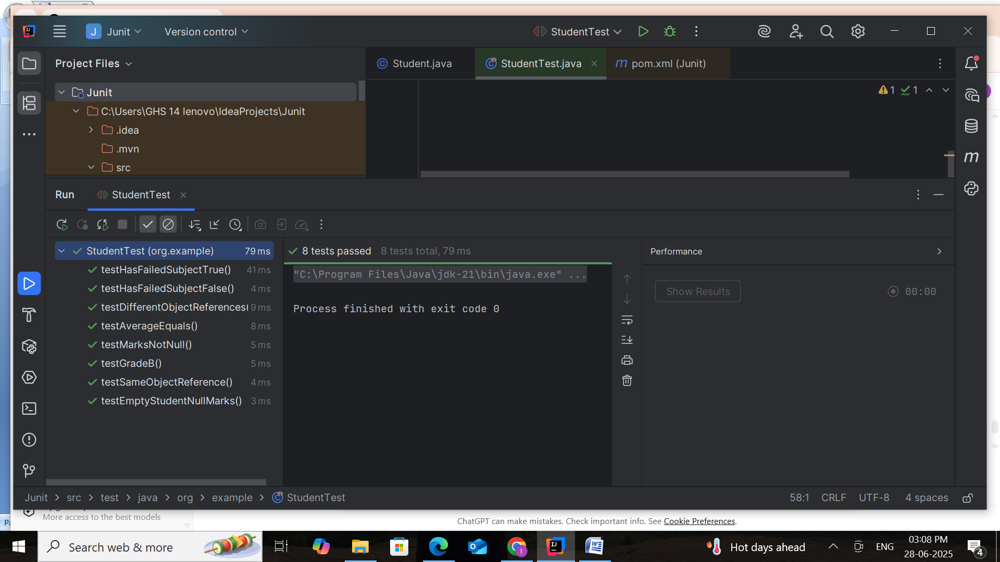 J Junit
Version control
StudentTest
Project Files
Student.java
StudentTest.java
m pom.xml (Junit)
Junit
1 1
C:\Users\GHS 14 lenovo\IdeaProjects\Junit
.idea
.mvn
src
m
Run
StudentTest
StudentTest (org.example) 79 ms
8 tests passed 8 tests total, 79 ms
Performance
testHasFailedSubjectTrue() 41 ms
"C:\Program Files\Java\jdk-21\bin\java.exe" ...
testHasFailedSubjectFalse() 4 ms
Show Results
00:00
testDifferentObjectReferences( 9 ms
Process finished with exit code 0
testAverageEquals() 8 ms
testMarksNotNull() 5 ms
testGradeB() 5 ms
testSameObjectReference() 4 ms
testEmptyStudentNullMarks() 3 ms
Junit > src > test > java > org > example > StudentTest
58:1 CRLF UTF-8 4 spaces
More access to the best models
ChatGPT can make mistakes. Check important info. See Cookie Preferences.
Search web & more
Hot days ahead
ENG
03:08 PM
28-06-2025
4